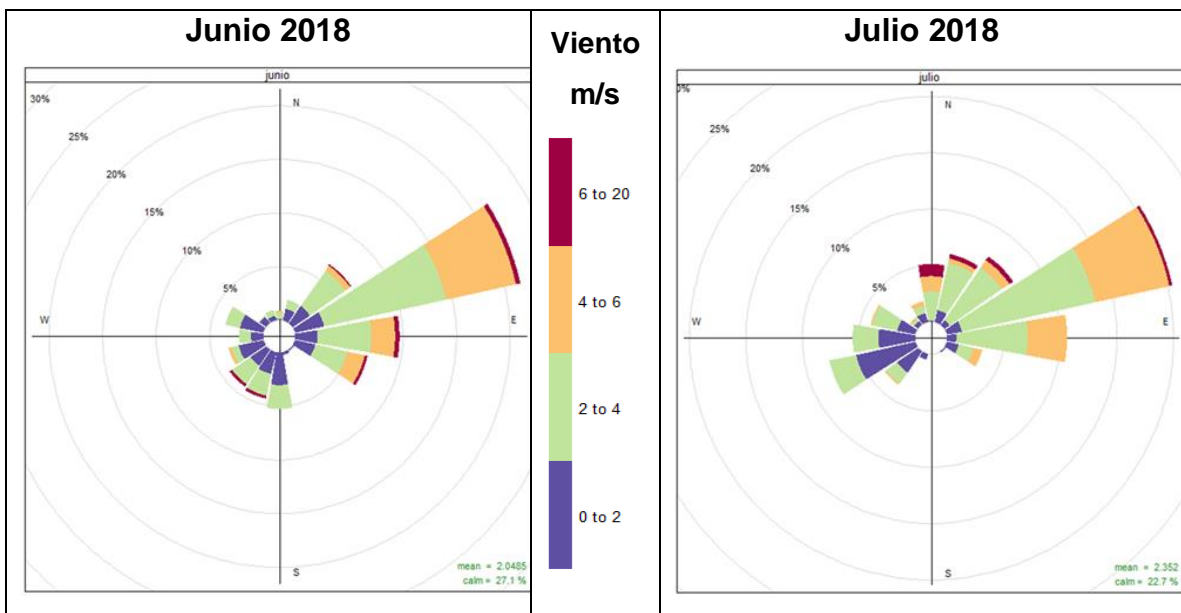 Junio 2018
junio
30%
25%
20%
15%
10%
5%
N
W
E
S
mean = 2.0485
calm = 27.1 %
Viento
m/s
6 to 20
4 to 6
2 to 4
0 to 2
Julio 2018
julio
25%
20%
15%
10%
5%
N
W
E
S
mean = 2.352
calm = 22.7 %